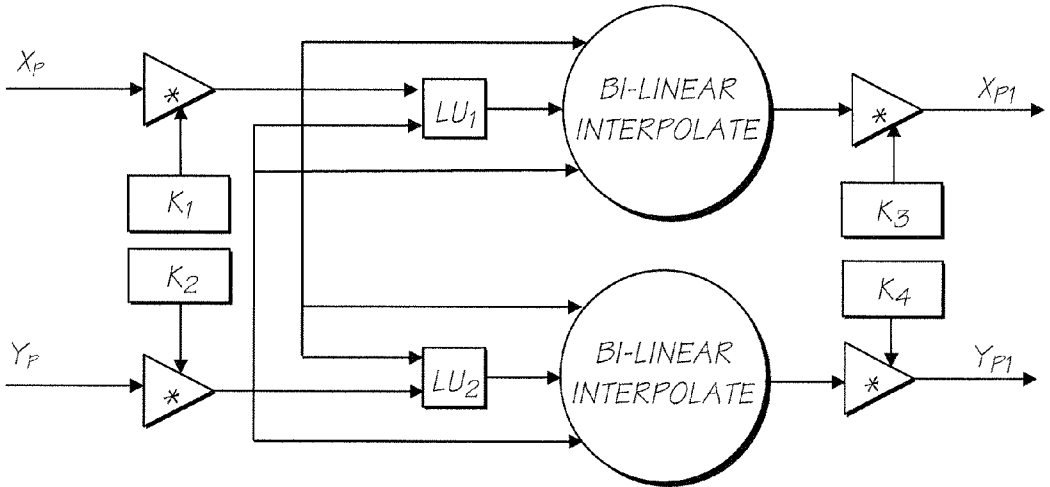 X_P
*
K_1
LU_1
BI-LINEAR
INTERPOLATE
*
X_P1
K_3
K_2
Y_P
*
LU_2
BI-LINEAR
INTERPOLATE
K_4
*
Y_P1